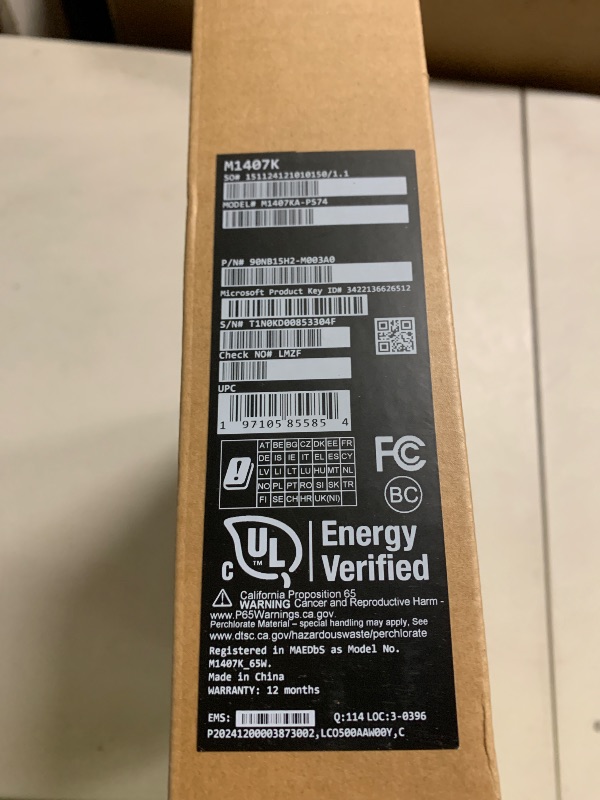 M1407K
SO# 151124121010150/1.1
MODEL# M1407KA-PS74
P/N# 90NB15H2-M003A0
Microsoft Product Key ID# 3422136626512
S/N# T1N0KD00853304F
Check NO# LMZF
UPC
1 97105 85585 4
AT BE BG CZ DK EE FR
DE IS IE IT EL ES CY
LV LI LT LU HU MT NL
NO PL PT RO SI SK TR
FI SE CH HR UK(NI)
FC
BC
C UL TM
Energy
Verified
California Proposition 65
WARNING Cancer and Reproductive Harm -
www.P65Warnings.ca.gov
Perchlorate Material – special handling may apply, See
www.dtsc.ca.gov/hazardouswaste/perchlorate
Registered in MAEDbS as Model No.
M1407K_65W.
Made in China
WARRANTY: 12 months
EMS: Q:114 LOC:3-0396
P20241200003873002,LCO500AAW00Y,C